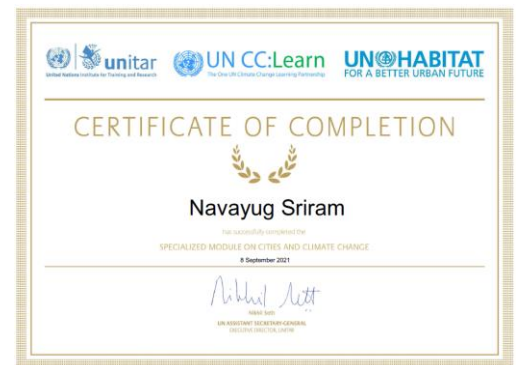 unitar
United Nations Institute for Training and Research
UN CC:Learn
The One UN Climate Change Learning Partnership
UN HABITAT
FOR A BETTER URBAN FUTURE
CERTIFICATE OF COMPLETION
Navayug Sriram
has successfully completed the
SPECIALIZED MODULE ON CITIES AND CLIMATE CHANGE
8 September 2021
Nikhil Seth
Nikhil Seth
UN ASSISTANT SECRETARY-GENERAL
EXECUTIVE DIRECTOR, UNITAR